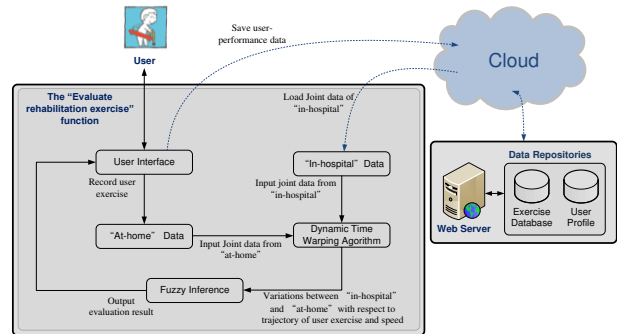 Save user-
performance data
User
Cloud
The “Evaluate
rehabilitation exercise”
function
Load Joint data of
“in-hospital”
User Interface
“In-hospital” Data
Record user
exercise
Input joint data from
“in-hospital”
Data Repositories
Web Server
Exercise
Database
User
Profile
“At-home” Data
Input Joint data from
“at-home”
Dynamic Time
Warping Algorithm
Fuzzy Inference
Output
evaluation result
Variations between “in-hospital”
and “at-home” with respect to
trajectory of user exercise and speed